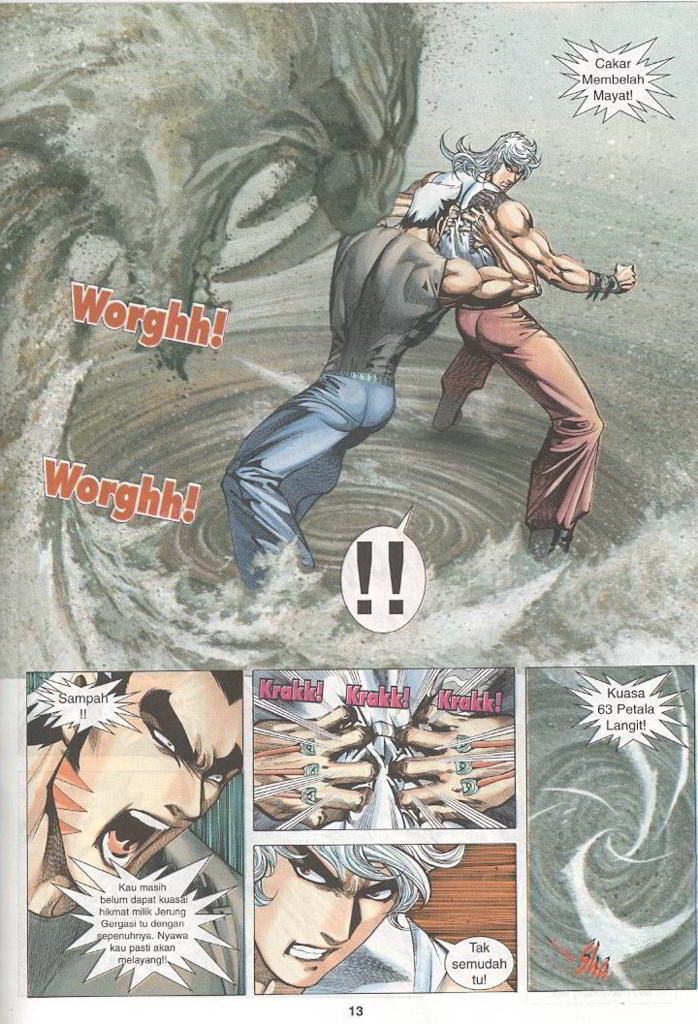 Cakar
Membelah
Mayat!
Worghh!
Worghh!
!!
Sampah
!!
Kau masih
belum dapat kuasai
hikmat milik Jerung
Gergasi tu dengan
sepenuhnya. Nyawa
kau pasti akan
melayang!!
Krakk! Krakk! Krakk!
Tak
semudah
tu!
Kuasa
63 Petala
Langit!
Sha
13